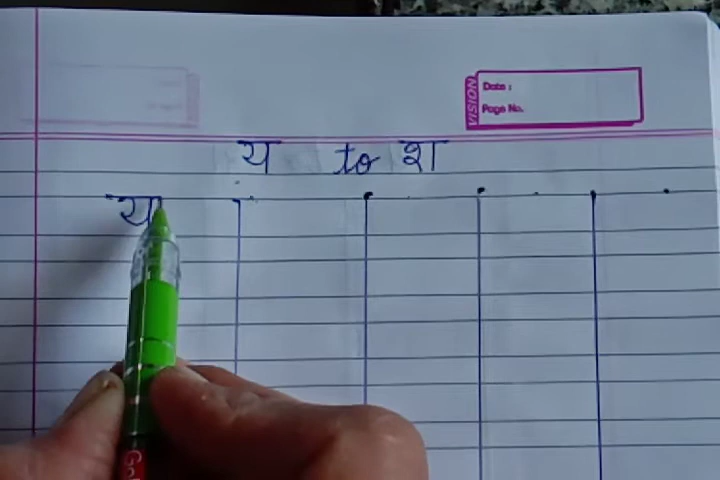 VISION
Date :
Page No.
य to श
य